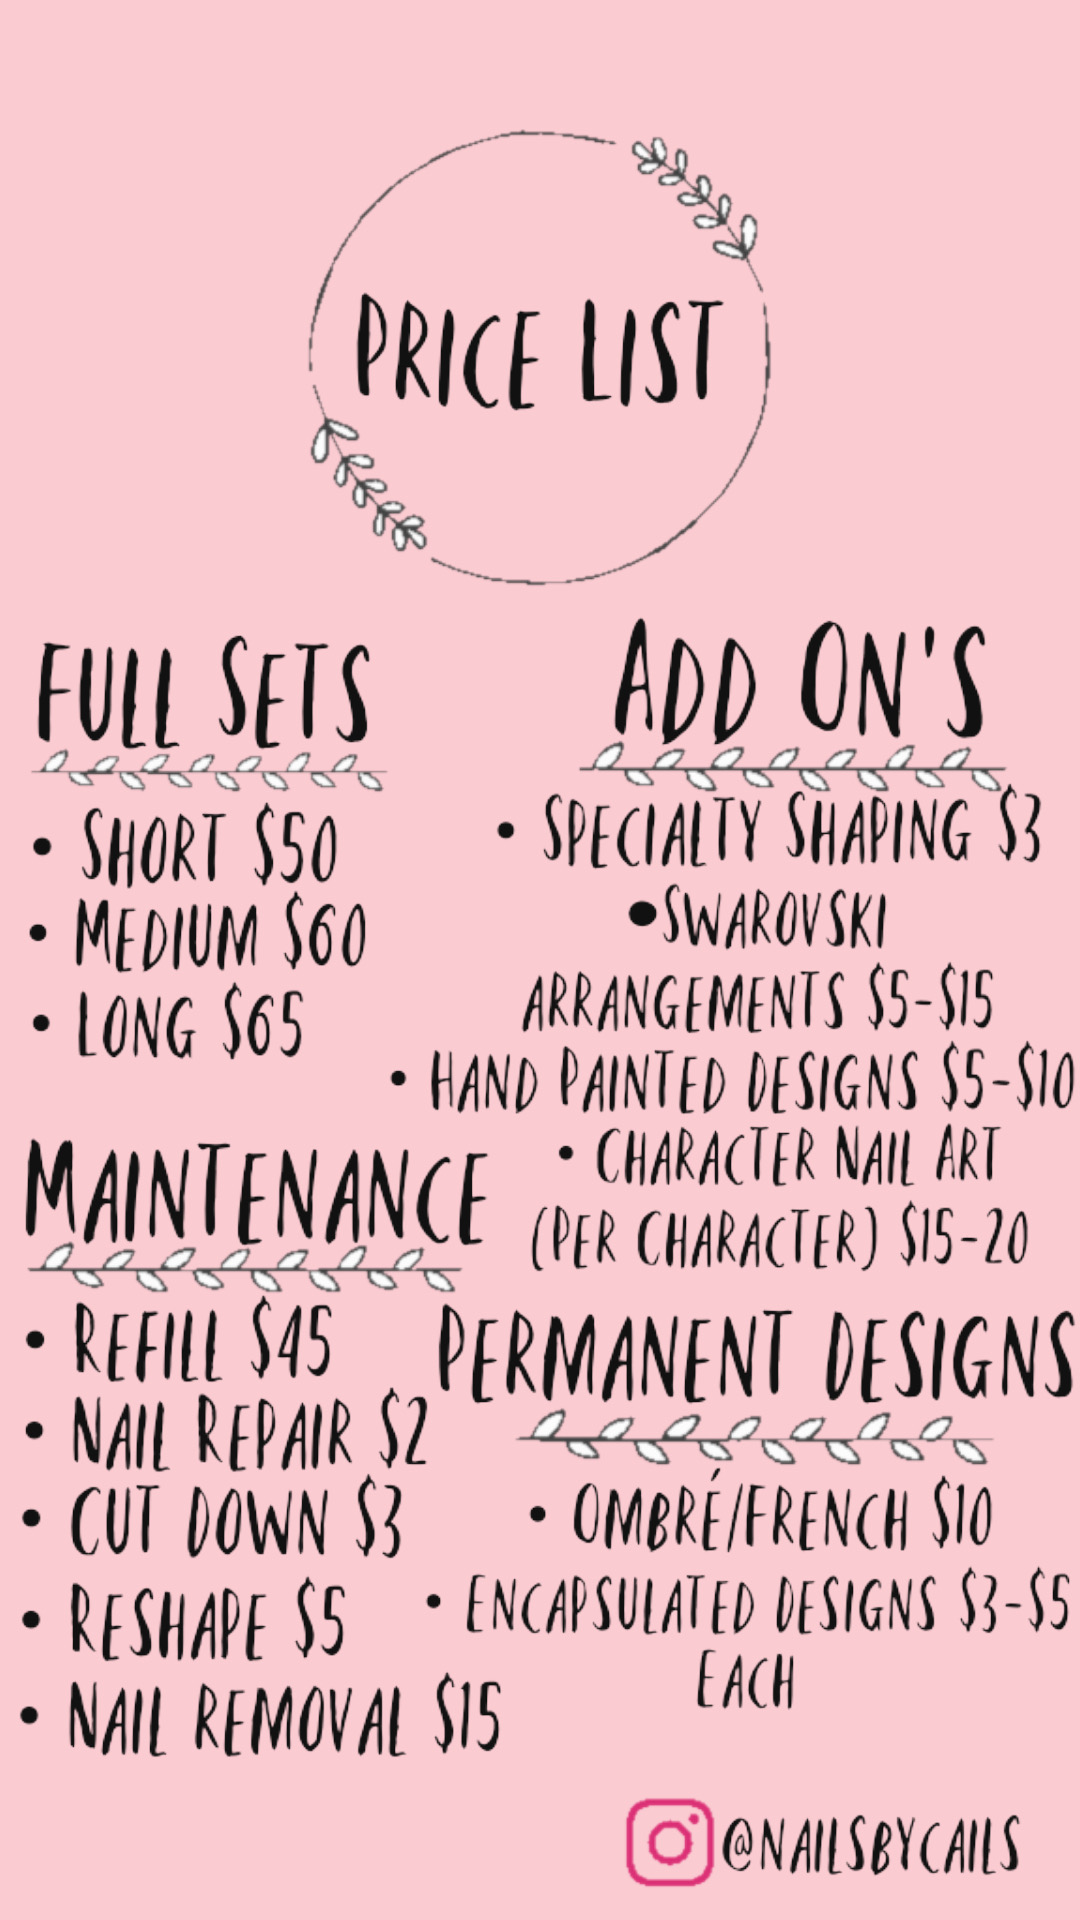 PRICE LIST
FULL SETS
• SHORT $50
• MEDIUM $60
• LONG $65
MAINTENANCE
• REFILL $45
• NAIL REPAIR $2
• CUT DOWN $3
• RESHAPE $5
• NAIL REMOVAL $15
ADD ON'S
• SPECIALTY SHAPING $3
•SWAROVSKI
ARRANGEMENTS $5-$15
• HAND PAINTED DESIGNS $5-$10
• CHARACTER NAIL ART
(PER CHARACTER) $15-20
PERMANENT DESIGNS
• OMBRÉ/FRENCH $10
• ENCAPSULATED DESIGNS $3-$5
EACH
@NAILSBYCAILS